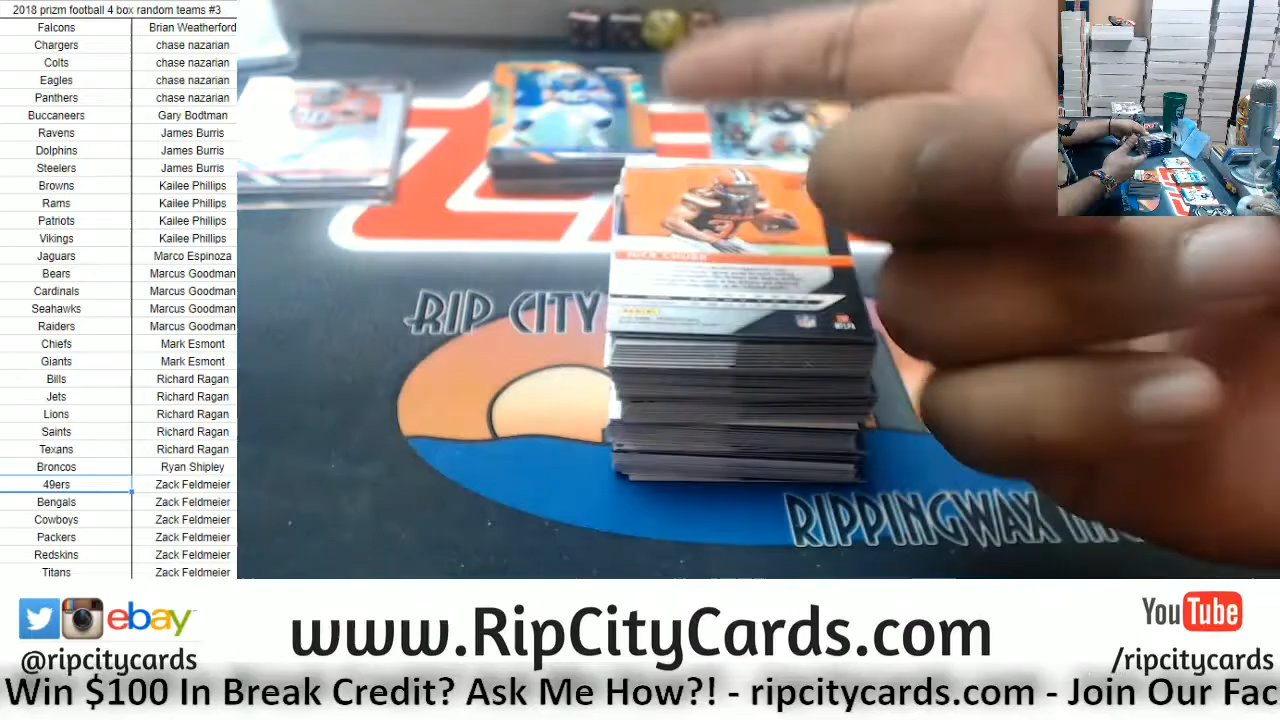 2018 prizm football 4 box random teams #3
Falcons Brian Weatherford
Chargers chase nazarian
Colts chase nazarian
Eagles chase nazarian
Panthers chase nazarian
Buccaneers Gary Bodtman
Ravens James Burris
Dolphins James Burris
Steelers James Burris
Browns Kailee Phillips
Rams Kailee Phillips
Patriots Kailee Phillips
Vikings Kailee Phillips
Jaguars Marco Espinoza
Bears Marcus Goodman
Cardinals Marcus Goodman
Seahawks Marcus Goodman
Raiders Marcus Goodman
Chiefs Mark Esmont
Giants Mark Esmont
Bills Richard Ragan
Jets Richard Ragan
Lions Richard Ragan
Saints Richard Ragan
Texans Richard Ragan
Broncos Ryan Shipley
49ers Zack Feldmeier
Bengals Zack Feldmeier
Cowboys Zack Feldmeier
Packers Zack Feldmeier
Redskins Zack Feldmeier
Titans Zack Feldmeier
NICK CHUBB
PANINI
RIP CITY
RIPPINGWAX
ebay
@ripcitycards
www.RipCityCards.com
YouTube
/ripcitycards
Win $100 In Break Credit? Ask Me How?! - ripcitycards.com - Join Our Fac